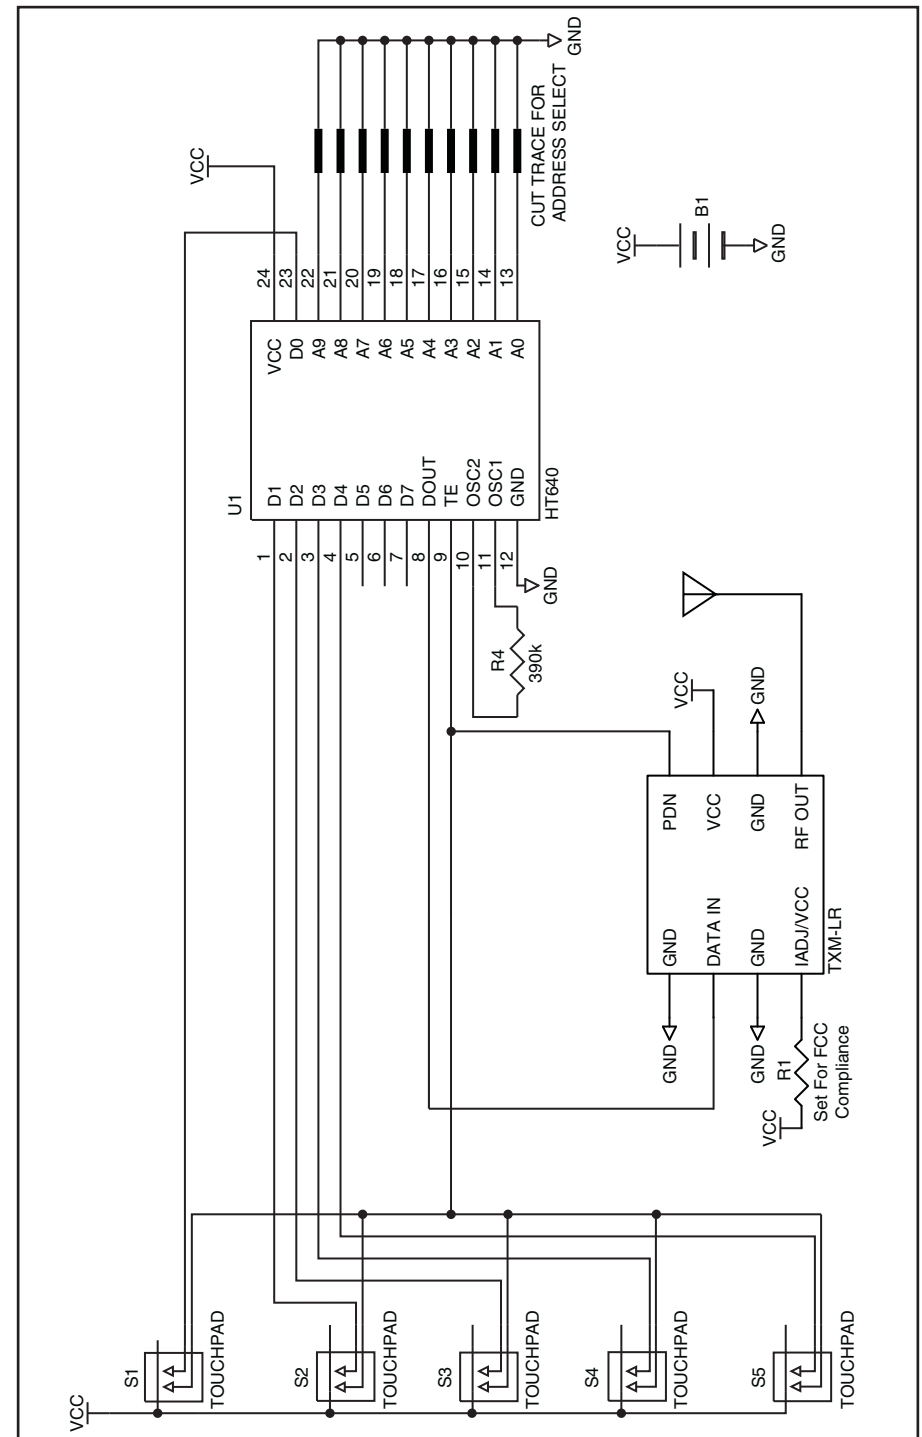 GND
CUT TRACE FOR
ADDRESS SELECT
VCC
24
23
22
21
20
19
18
17
16
15
14
13
VCC
D0
A9
A8
A7
A6
A5
A4
A3
A2
A1
A0
U1
D1
D2
D3
D4
D5
D6
D7
DOUT
TE
OSC2
OSC1
GND
HT640
1
2
3
4
5
6
7
8
9
10
11
12
GND
R4
390k
VCC
B1
GND
VCC
GND
PDN
VCC
GND
RF OUT
GND
DATA IN
GND
IADJ/VCC
TXM-LR
GND
GND
R1
VCC
Set For FCC
Compliance
VCC
S1
TOUCHPAD
S2
TOUCHPAD
S3
TOUCHPAD
S4
TOUCHPAD
S5
TOUCHPAD